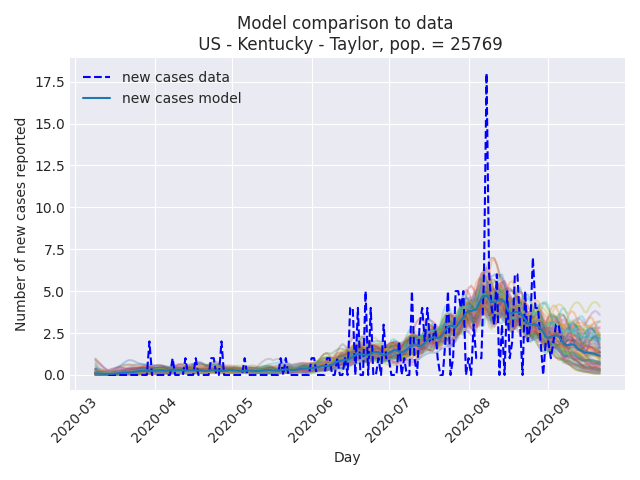 Model comparison to data
US - Kentucky - Taylor, pop. = 25769
new cases data
new cases model
Number of new cases reported
17.5
15.0
12.5
10.0
7.5
5.0
2.5
0.0
2020-03
2020-04
2020-05
2020-06
2020-07
2020-08
2020-09
Day